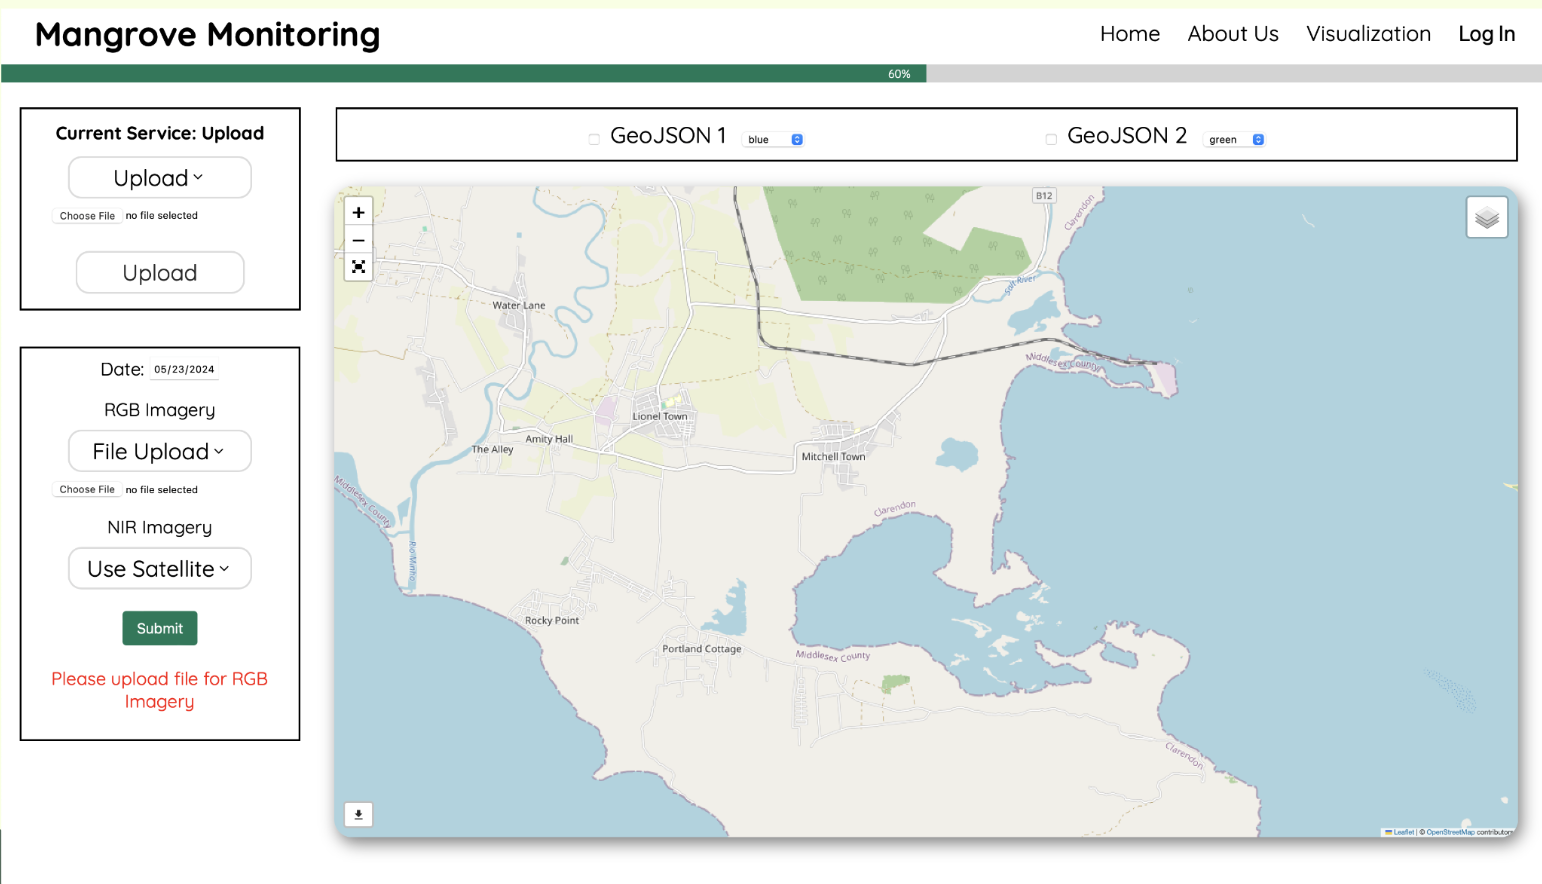 Mangrove Monitoring
Home About Us Visualization Log In
60%
Current Service: Upload
Upload
Choose File no file selected
Upload
Date: 05/23/2024
RGB Imagery
File Upload
Choose File no file selected
NIR Imagery
Use Satellite
Submit
Please upload file for RGB
Imagery
GeoJSON 1 blue
GeoJSON 2 green
+
−
B12
Clarendon
Salt River
Water Lane
Middlesex County
Lionel Town
Amity Hall
The Alley
Mitchell Town
Middlesex County
Clarendon
Rio Minho
Rocky Point
Portland Cottage
Middlesex County
Clarendon
Leaflet | © OpenStreetMap contributors